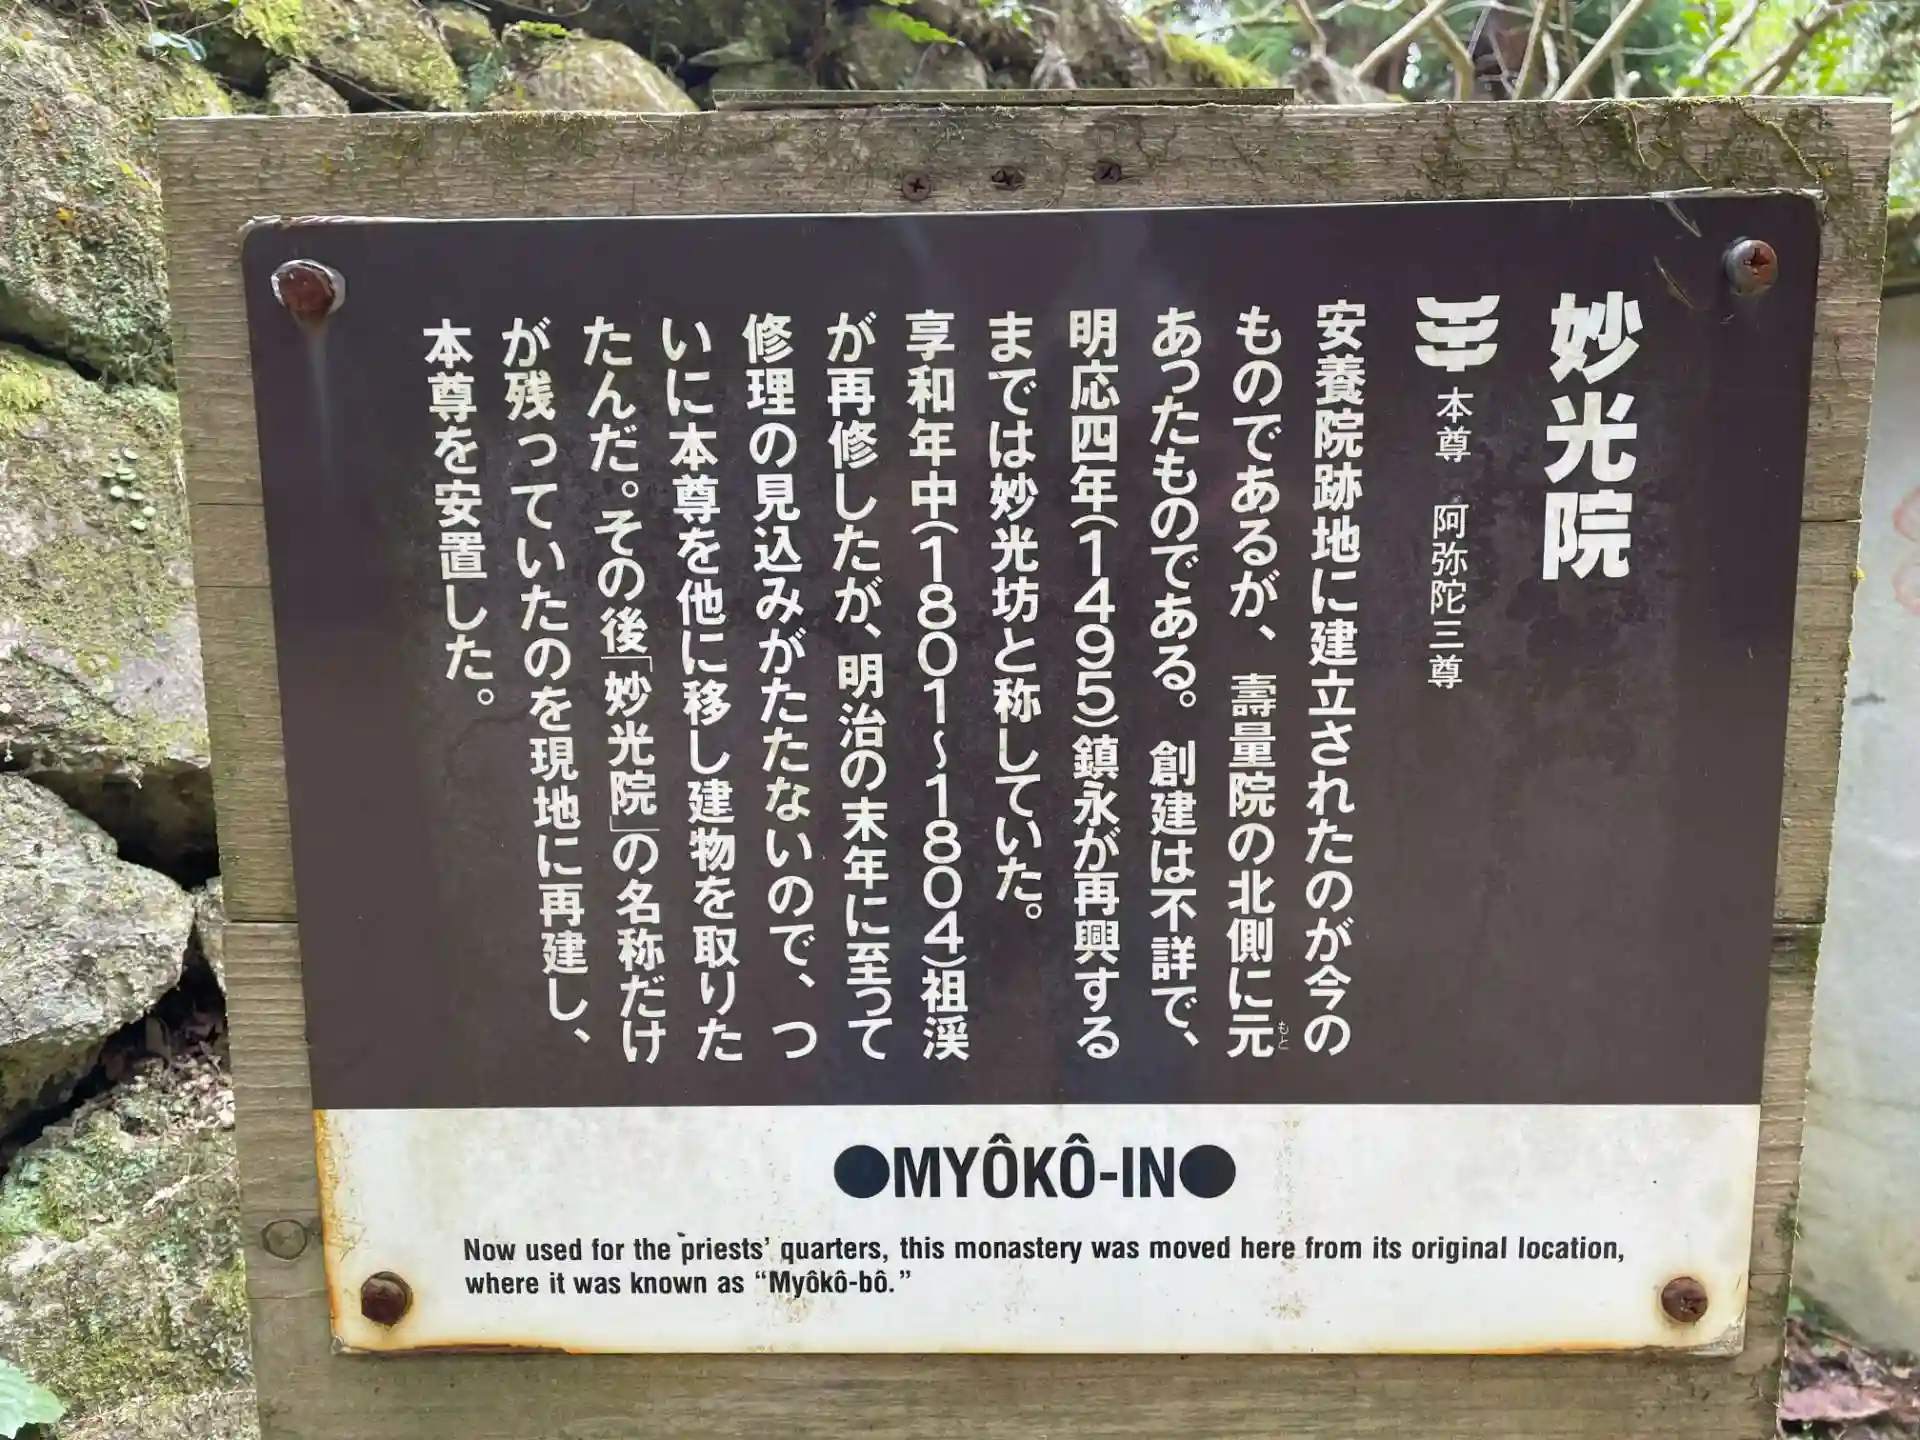 妙光院
本尊　阿弥陀三尊
安養院跡地に建立されたのが今の
ものであるが、壽量院の北側に元
もと
あったものである。創建は不詳で、
明応四年(1495)鎮永が再興する
までは妙光坊と称していた。
享和年中(1801〜1804)祖渓
が再修したが、明治の末年に至って
修理の見込みがたたないので、つ
いに本尊を他に移し建物を取りた
たんだ。その後「妙光院」の名称だけ
が残っていたのを現地に再建し、
本尊を安置した。
●MYÔKÔ-IN●
Now used for the priests' quarters, this monastery was moved here from its original location,
where it was known as “Myôkô-bô.”